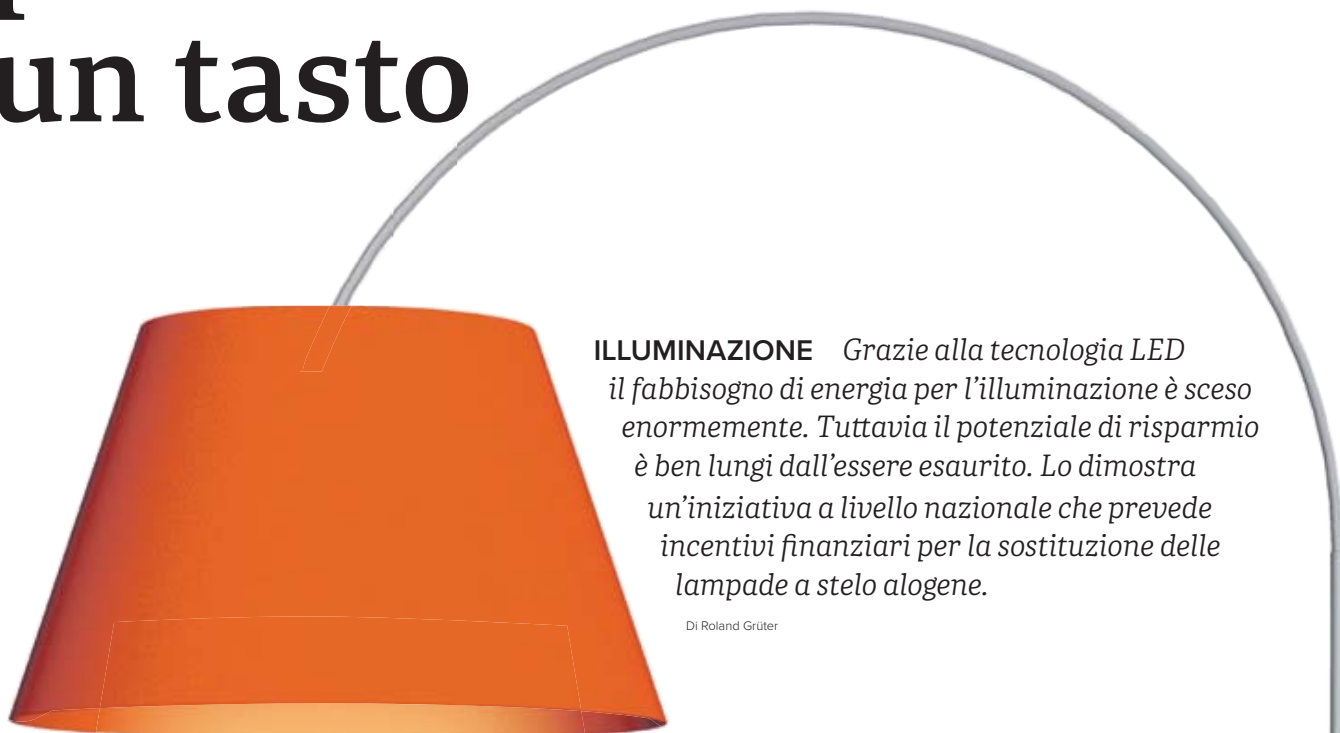 un tasto
ILLUMINAZIONE Grazie alla tecnologia LED
il fabbisogno di energia per l'illuminazione è sceso
enormemente. Tuttavia il potenziale di risparmio
è ben lungi dall'essere esaurito. Lo dimostra
un'iniziativa a livello nazionale che prevede
incentivi finanziari per la sostituzione delle
lampade a stelo alogene.
Di Roland Grüter